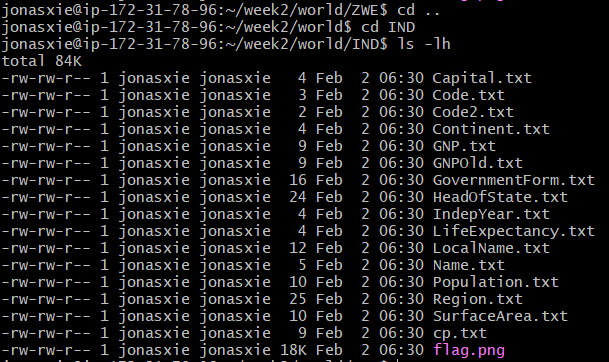 jonasxie@ip-172-31-78-96:~/week2/world/ZWE$ cd ..
jonasxie@ip-172-31-78-96:~/week2/world$ cd IND
jonasxie@ip-172-31-78-96:~/week2/world/IND$ ls -lh
total 84K
-rw-rw-r-- 1 jonasxie jonasxie   4 Feb  2 06:30 Capital.txt
-rw-rw-r-- 1 jonasxie jonasxie   3 Feb  2 06:30 Code.txt
-rw-rw-r-- 1 jonasxie jonasxie   2 Feb  2 06:30 Code2.txt
-rw-rw-r-- 1 jonasxie jonasxie   4 Feb  2 06:30 Continent.txt
-rw-rw-r-- 1 jonasxie jonasxie   9 Feb  2 06:30 GNP.txt
-rw-rw-r-- 1 jonasxie jonasxie   9 Feb  2 06:30 GNPOld.txt
-rw-rw-r-- 1 jonasxie jonasxie  16 Feb  2 06:30 GovernmentForm.txt
-rw-rw-r-- 1 jonasxie jonasxie  24 Feb  2 06:30 HeadOfState.txt
-rw-rw-r-- 1 jonasxie jonasxie   4 Feb  2 06:30 IndepYear.txt
-rw-rw-r-- 1 jonasxie jonasxie   4 Feb  2 06:30 LifeExpectancy.txt
-rw-rw-r-- 1 jonasxie jonasxie  12 Feb  2 06:30 LocalName.txt
-rw-rw-r-- 1 jonasxie jonasxie   5 Feb  2 06:30 Name.txt
-rw-rw-r-- 1 jonasxie jonasxie  10 Feb  2 06:30 Population.txt
-rw-rw-r-- 1 jonasxie jonasxie  25 Feb  2 06:30 Region.txt
-rw-rw-r-- 1 jonasxie jonasxie  10 Feb  2 06:30 SurfaceArea.txt
-rw-rw-r-- 1 jonasxie jonasxie   9 Feb  2 06:30 cp.txt
-rw-rw-r-- 1 jonasxie jonasxie 18K Feb  2 06:30 flag.png